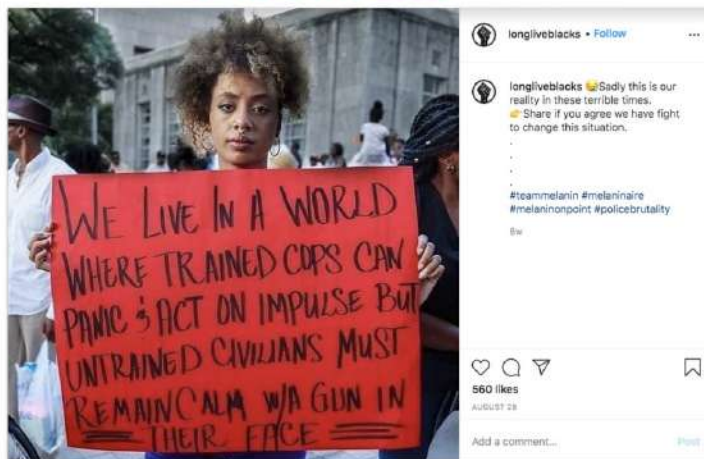 WE LIVE IN A WORLD
WHERE TRAINED COPS CAN
PANIC & ACT ON IMPULSE BUT
UNTRAINED CIVILIANS MUST
REMAIN CALM W/A GUN IN
THEIR FACE
longliveblacks • Follow
longliveblacks 😪Sadly this is our
reality in these terrible times.
👉Share if you agree we have fight
to change this situation.
.
.
.
.
#teammelanin #melaninaire
#melaninonpoint #policebrutality
8w
560 likes
AUGUST 28
Add a comment...
Post